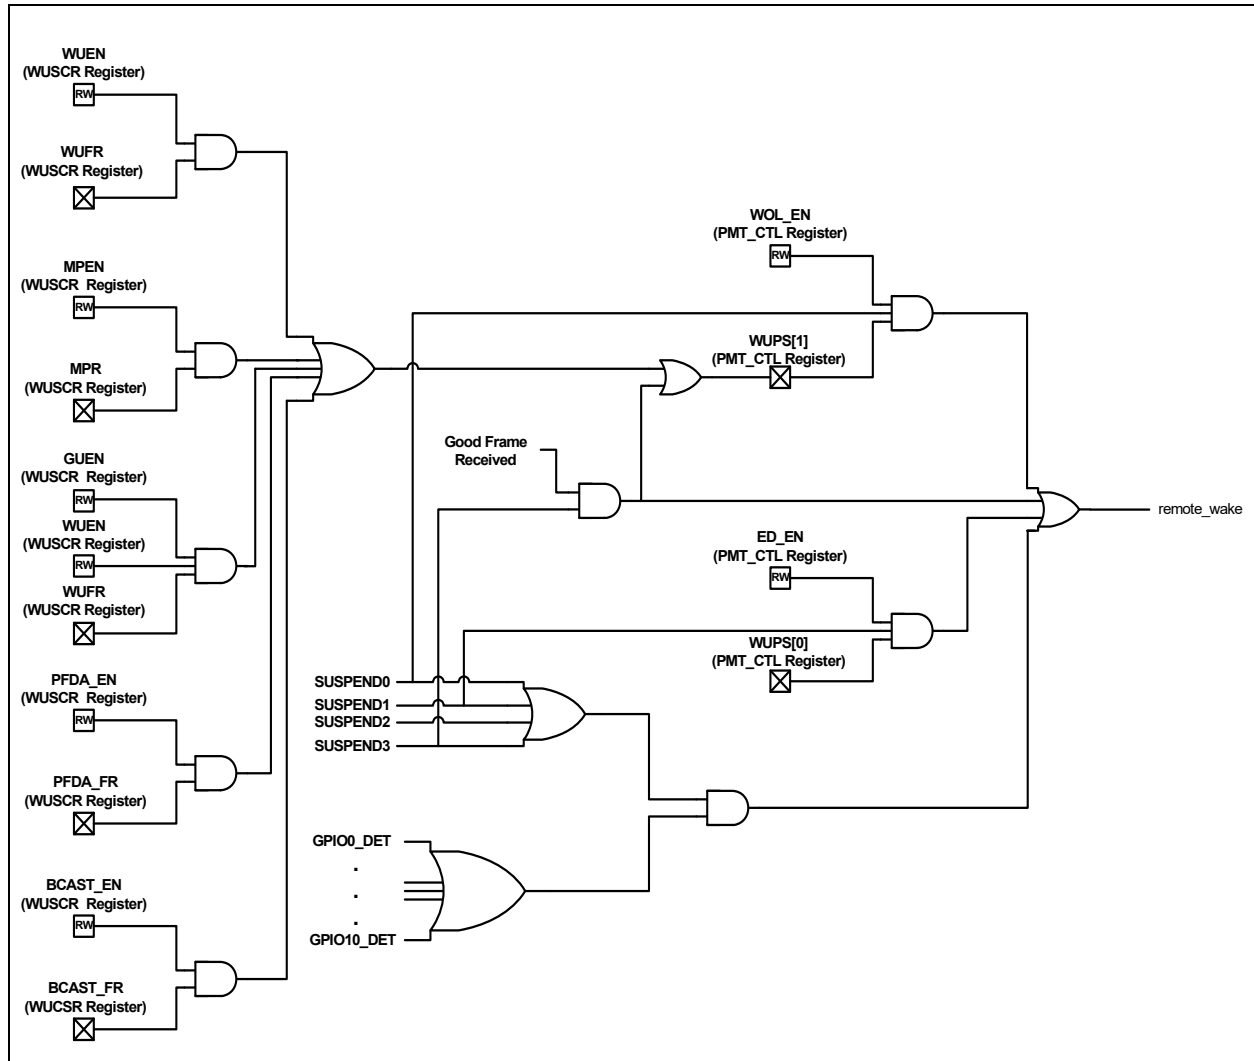 WUEN
(WUSCR Register)
RW
WUFR
(WUSCR Register)
MPEN
(WUSCR Register)
RW
MPR
(WUSCR Register)
GUEN
(WUSCR Register)
RW
WUEN
(WUSCR Register)
RW
WUFR
(WUSCR Register)
PFDA_EN
(WUSCR Register)
RW
PFDA_FR
(WUSCR Register)
BCAST_EN
(WUSCR Register)
RW
BCAST_FR
(WUCSR Register)
Good Frame
Received
SUSPEND0
SUSPEND1
SUSPEND2
SUSPEND3
GPIO0_DET
.
.
.
GPIO10_DET
WOL_EN
(PMT_CTL Register)
RW
WUPS[1]
(PMT_CTL Register)
ED_EN
(PMT_CTL Register)
RW
WUPS[0]
(PMT_CTL Register)
remote_wake